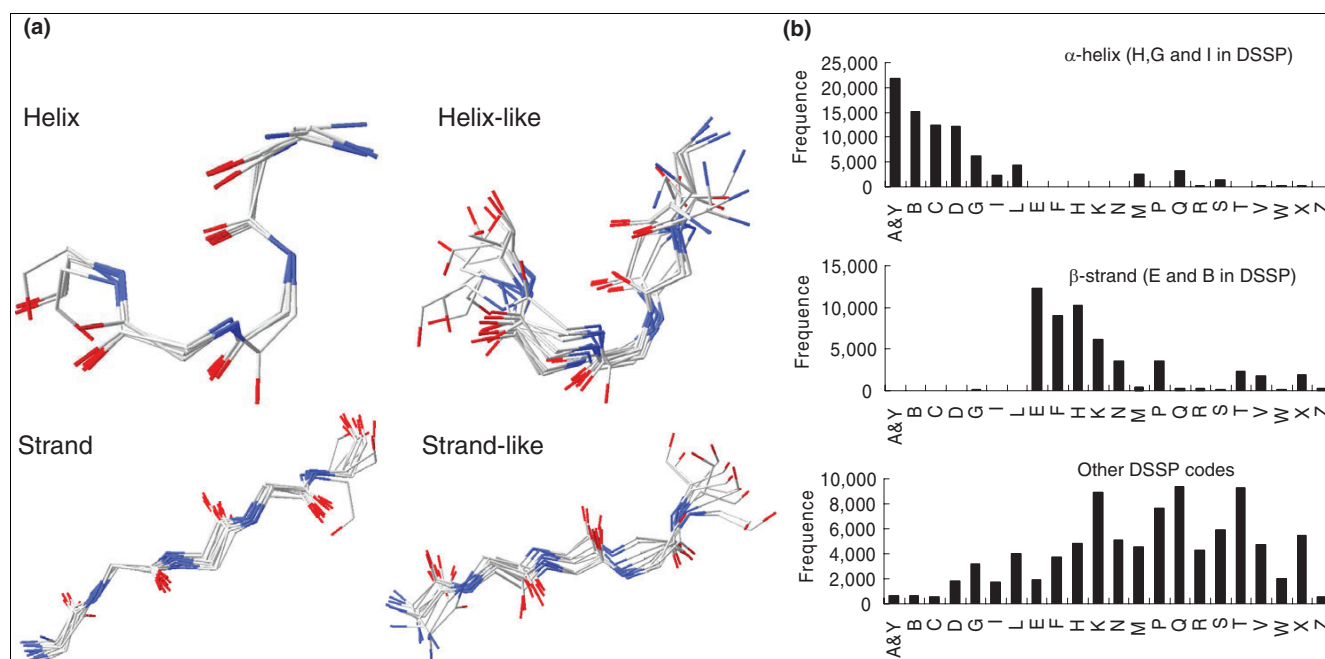 (a)
Helix
Helix-like
Strand
Strand-like
(b)
α-helix (H,G and I in DSSP)
Frequence
25,000
20,000
15,000
10,000
5,000
0
A&Y B C D G I L E F H K N M P Q R S T V W X Z
β-strand (E and B in DSSP)
Frequence
15,000
10,000
5,000
0
A&Y B C D G I L E F H K N M P Q R S T V W X Z
Other DSSP codes
Frequence
10,000
8,000
6,000
4,000
2,000
0
A&Y B C D G I L E F H K N M P Q R S T V W X Z